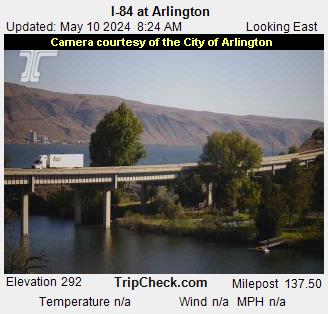 I-84 at Arlington
Updated: May 10 2024 8:24 AM Looking East
Camera courtesy of the City of Arlington
Elevation 292 TripCheck.com Milepost 137.50
Temperature n/a Wind n/a MPH n/a